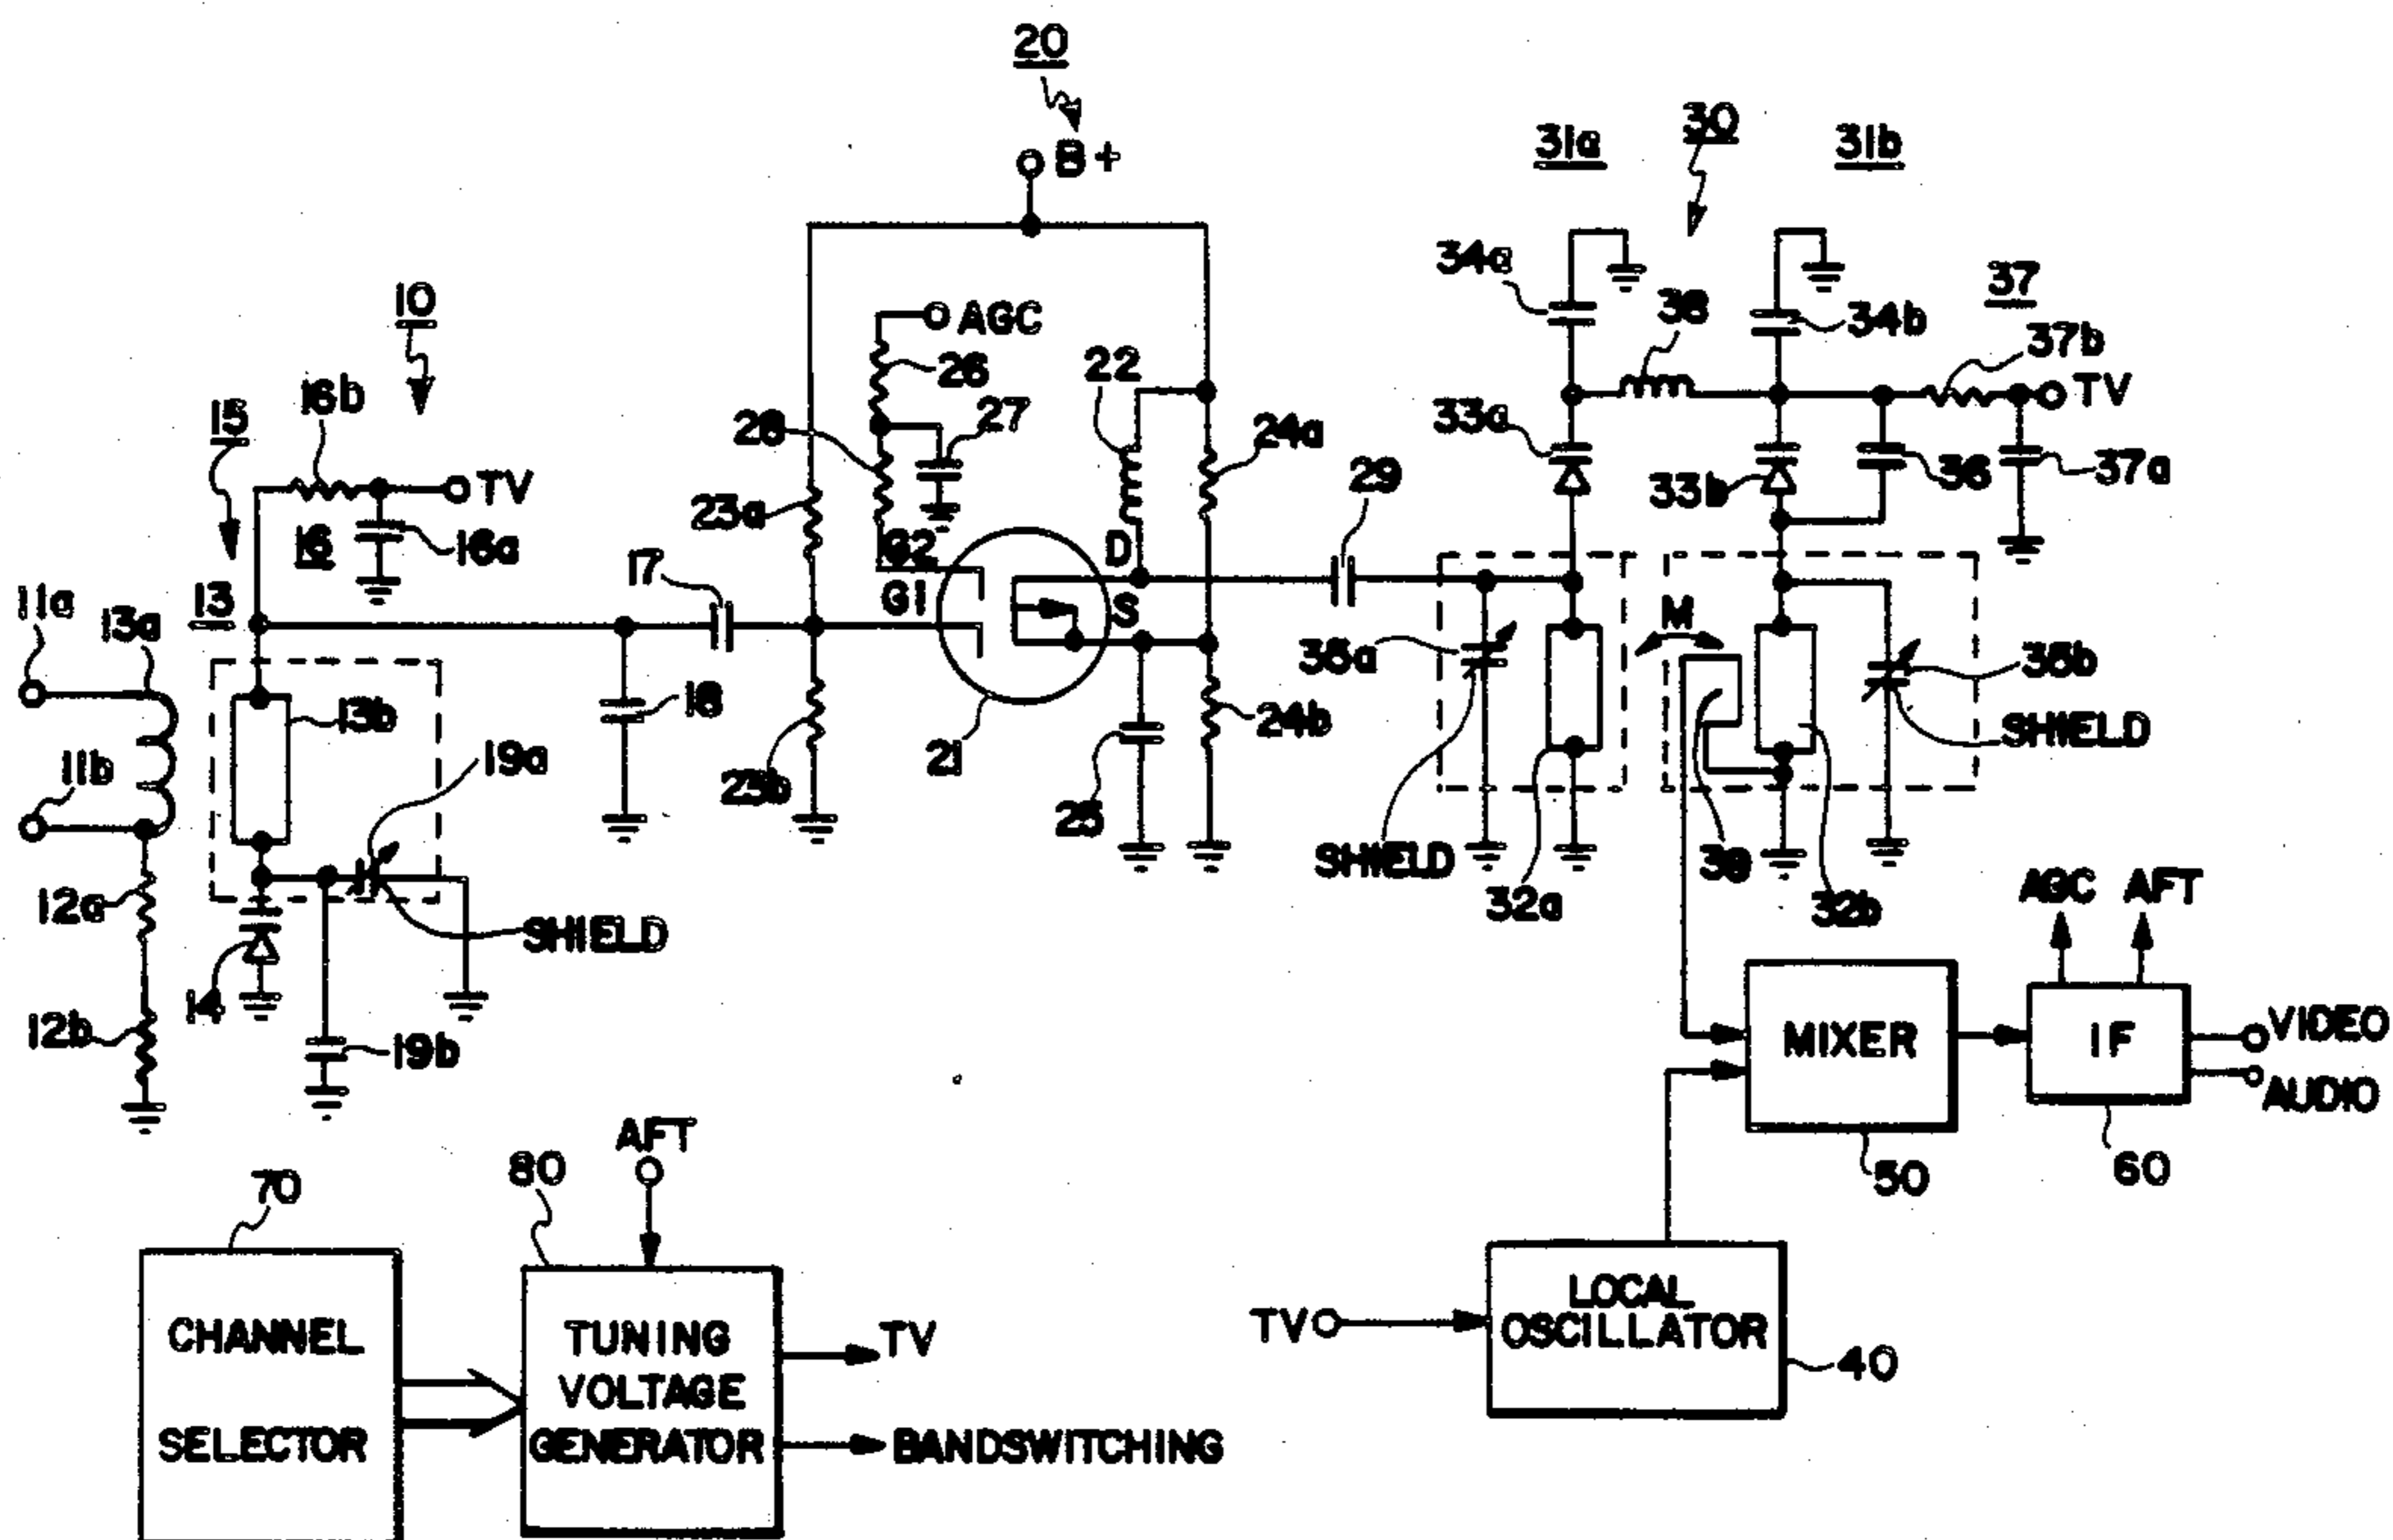 20
B+
30
31a
31b
34a
38
37
34b
37b
10
AGC
26
22
TV
16b
15
28
27
24a
33a
29
33b
36
37a
TV
23a
16
16a
G2
D
17
11a
13a
13
G1
S
M
35a
35b
13b
18
24b
SHIELD
11b
19a
23b
21
25
SHIELD
39
12a
32a
32b
AGC
AFT
SHIELD
14
12b
19b
MIXER
IF
VIDEO
AUDIO
AFT
80
70
50
60
CHANNEL
SELECTOR
TUNING
VOLTAGE
GENERATOR
TV
BANDSWITCHING
TV
LOCAL
OSCILLATOR
40